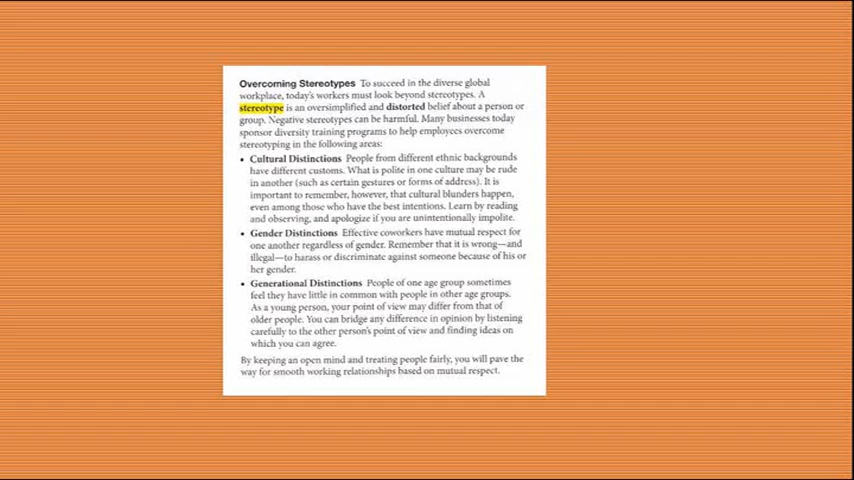 Overcoming Stereotypes To succeed in the diverse global
workplace, today's workers must look beyond stereotypes. A
stereotype is an oversimplified and distorted belief about a person or
group. Negative stereotypes can be harmful. Many businesses today
sponsor diversity training programs to help employees overcome
stereotyping in the following areas:
• Cultural Distinctions People from different ethnic backgrounds
have different customs. What is polite in one culture may be rude
in another (such as certain gestures or forms of address). It is
important to remember, however, that cultural blunders happen,
even among those who have the best intentions. Learn by reading
and observing, and apologize if you are unintentionally impolite.
• Gender Distinctions Effective coworkers have mutual respect for
one another regardless of gender. Remember that it is wrong—and
illegal—to harass or discriminate against someone because of his or
her gender.
• Generational Distinctions People of one age group sometimes
feel they have little in common with people in other age groups.
As a young person, your point of view may differ from that of
older people. You can bridge any difference in opinion by listening
carefully to the other person's point of view and finding ideas on
which you can agree.
By keeping an open mind and treating people fairly, you will pave the
way for smooth working relationships based on mutual respect.